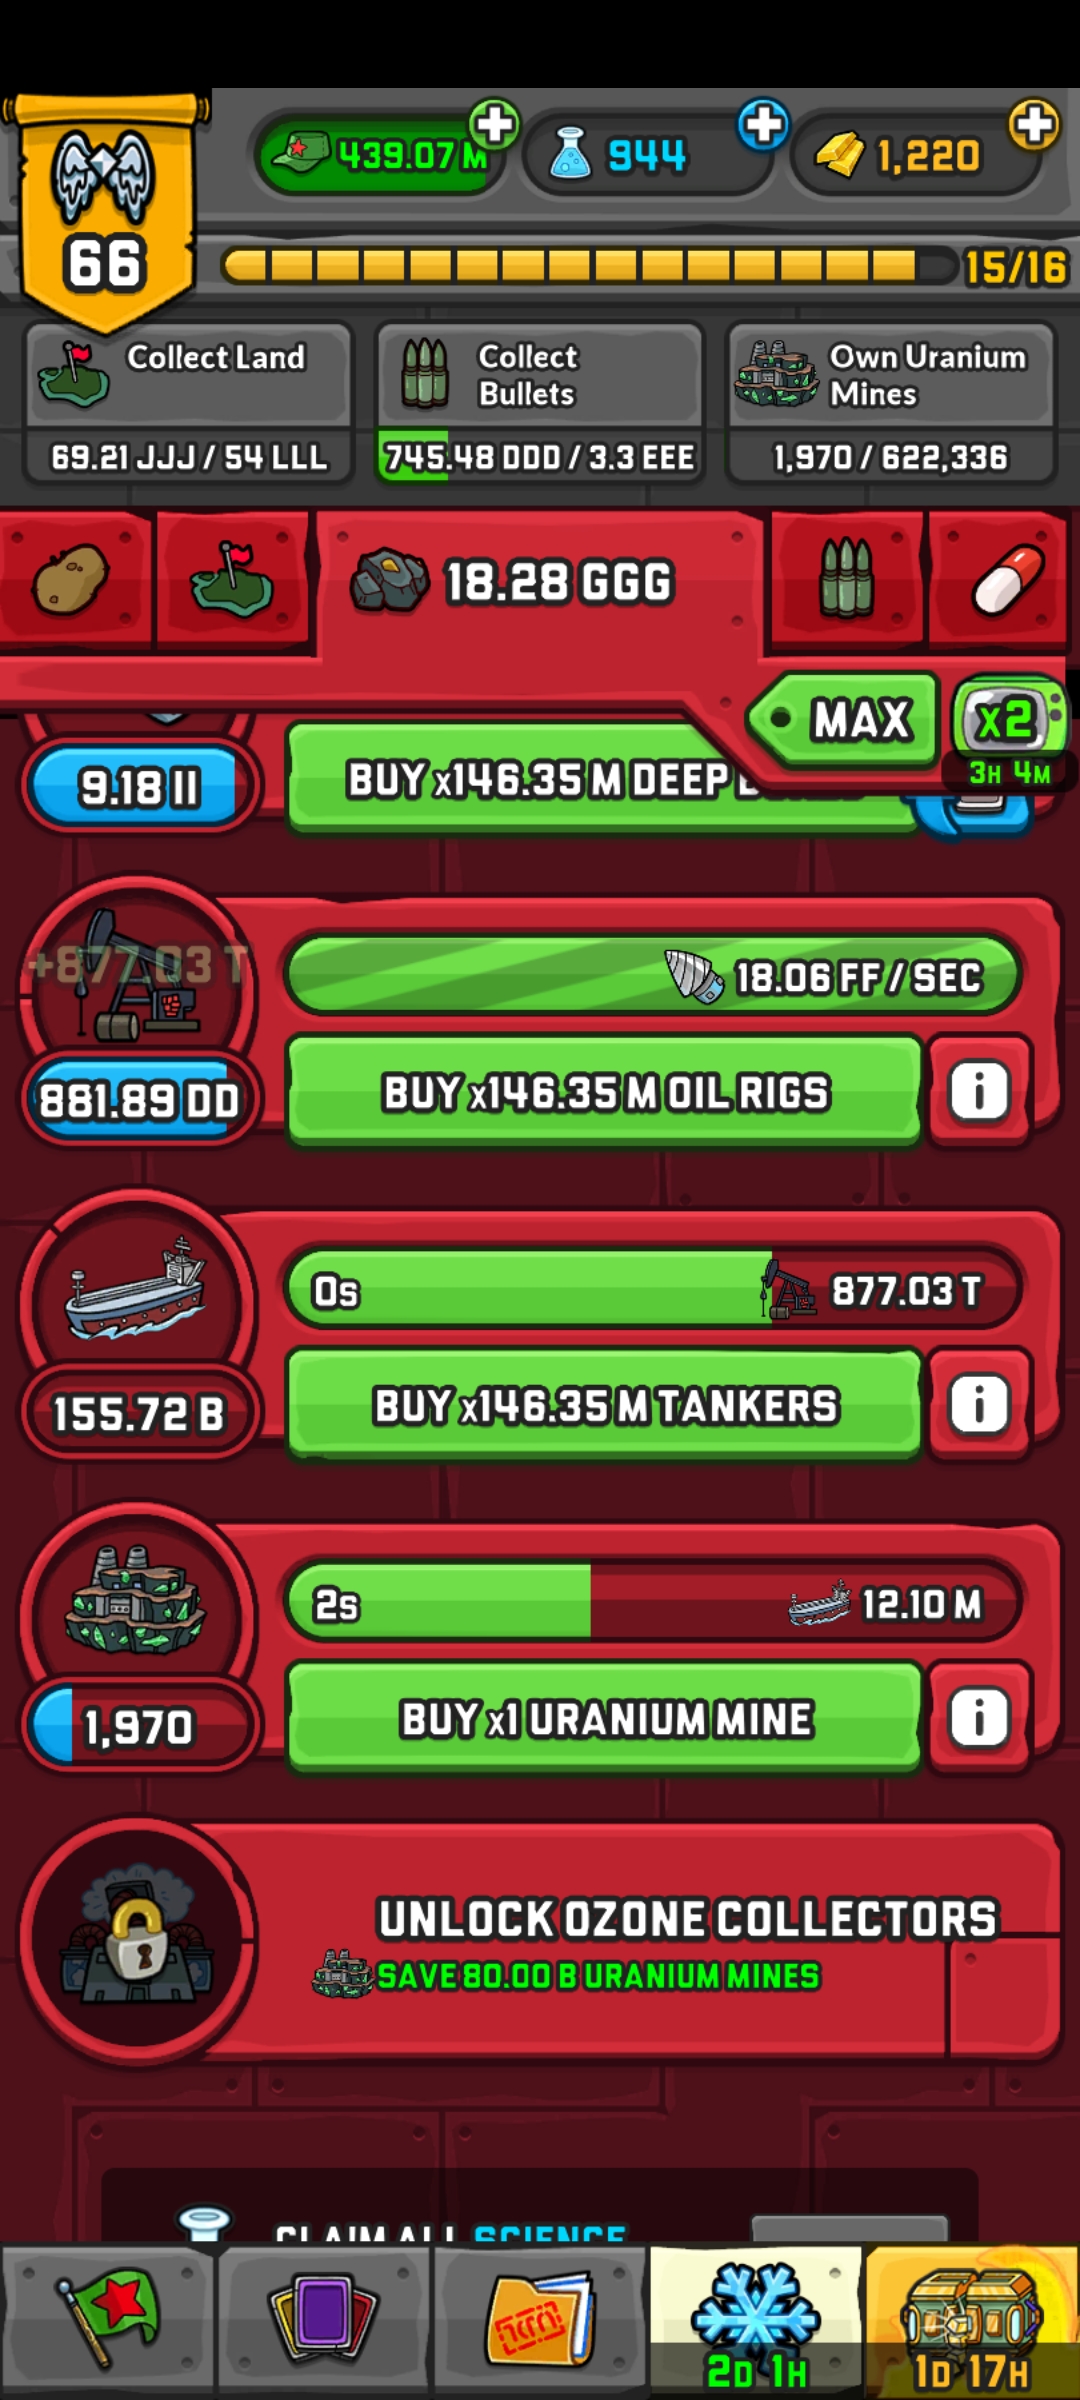 439.07 M
944
1,220
66
15/16
Collect Land
69.21 JJJ / 54 LLL
Collect
Bullets
745.48 DDD / 3.3 EEE
Own Uranium
Mines
1,970 / 622,336
18.28 GGG
MAX
x2
3H 4M
9.18 II
BUY x146.35 M DEEP
+877.03 T
18.06 FF / SEC
881.89 DD
BUY x146.35 M OIL RIGS
i
0s
877.03 T
155.72 B
BUY x146.35 M TANKERS
i
2s
12.10 M
1,970
BUY x1 URANIUM MINE
i
UNLOCK OZONE COLLECTORS
SAVE 80.00 B URANIUM MINES
CLAIM ALL SCIENCE
2D 1H
1D 17H